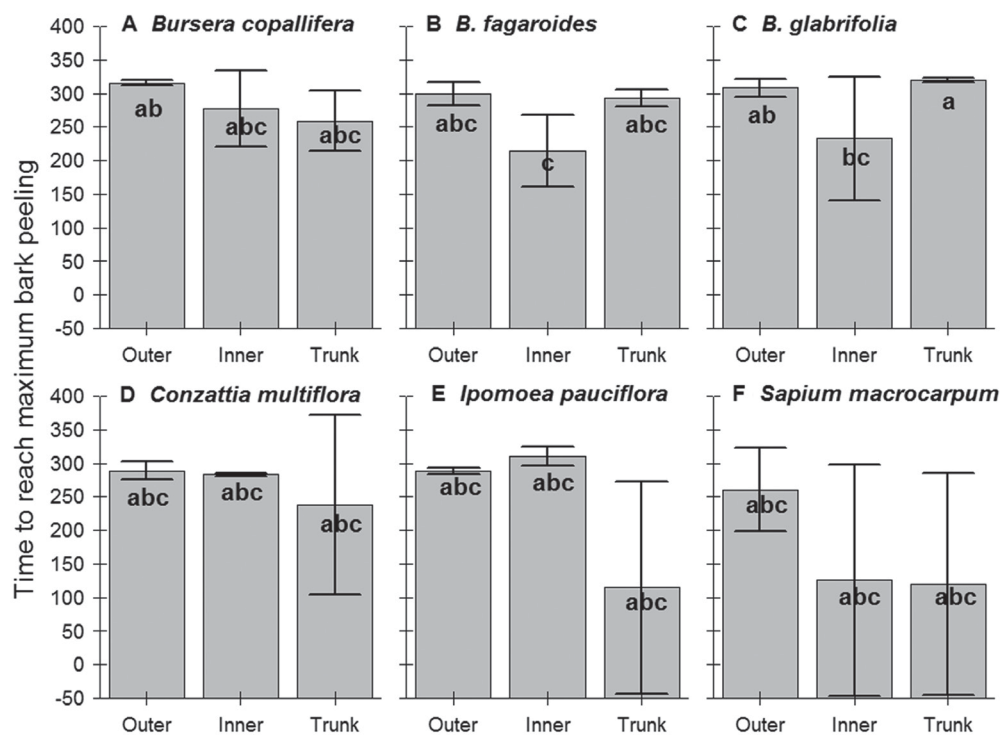 A Bursera copallifera
B B. fagaroides
C B. glabrifolia
Time to reach maximum bark peeling
400
350
300
250
200
150
100
50
0
-50
ab
abc
abc
abc
c
abc
ab
bc
a
Outer Inner Trunk
Outer Inner Trunk
Outer Inner Trunk
D Conzattia multiflora
E Ipomoea pauciflora
F Sapium macrocarpum
400
350
300
250
200
150
100
50
0
-50
abc
abc
abc
abc
abc
abc
abc
abc
abc
Outer Inner Trunk
Outer Inner Trunk
Outer Inner Trunk